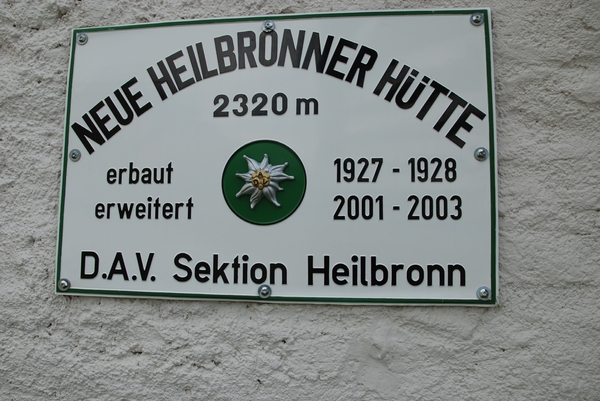 NEUE HEILBRONNER HÜTTE
2320 m
erbaut 1927 - 1928
erweitert 2001 - 2003
D.A.V. Sektion Heilbronn